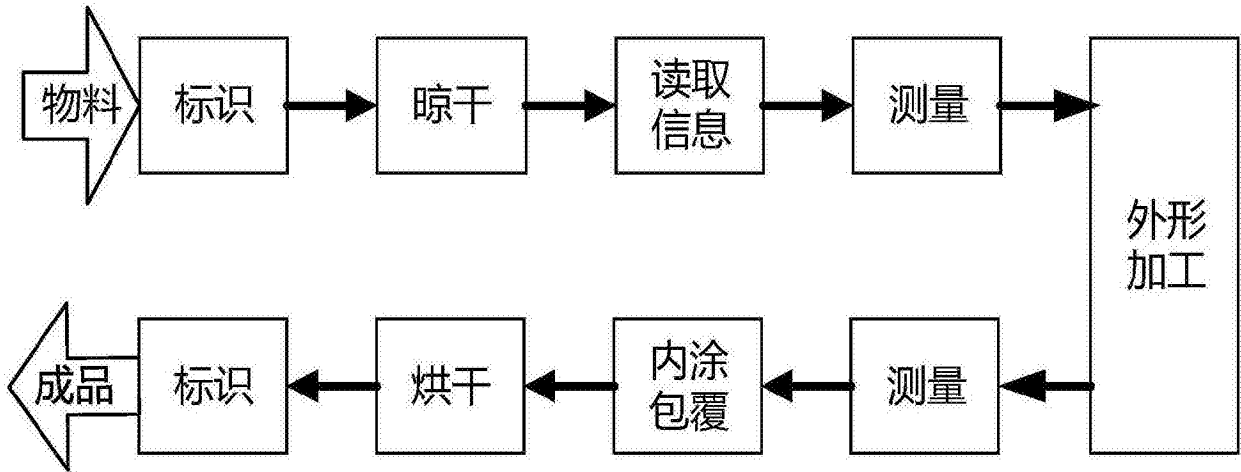 物料
标识
晾干
读取
信息
测量
外形
加工
测量
内涂
包覆
烘干
标识
成品